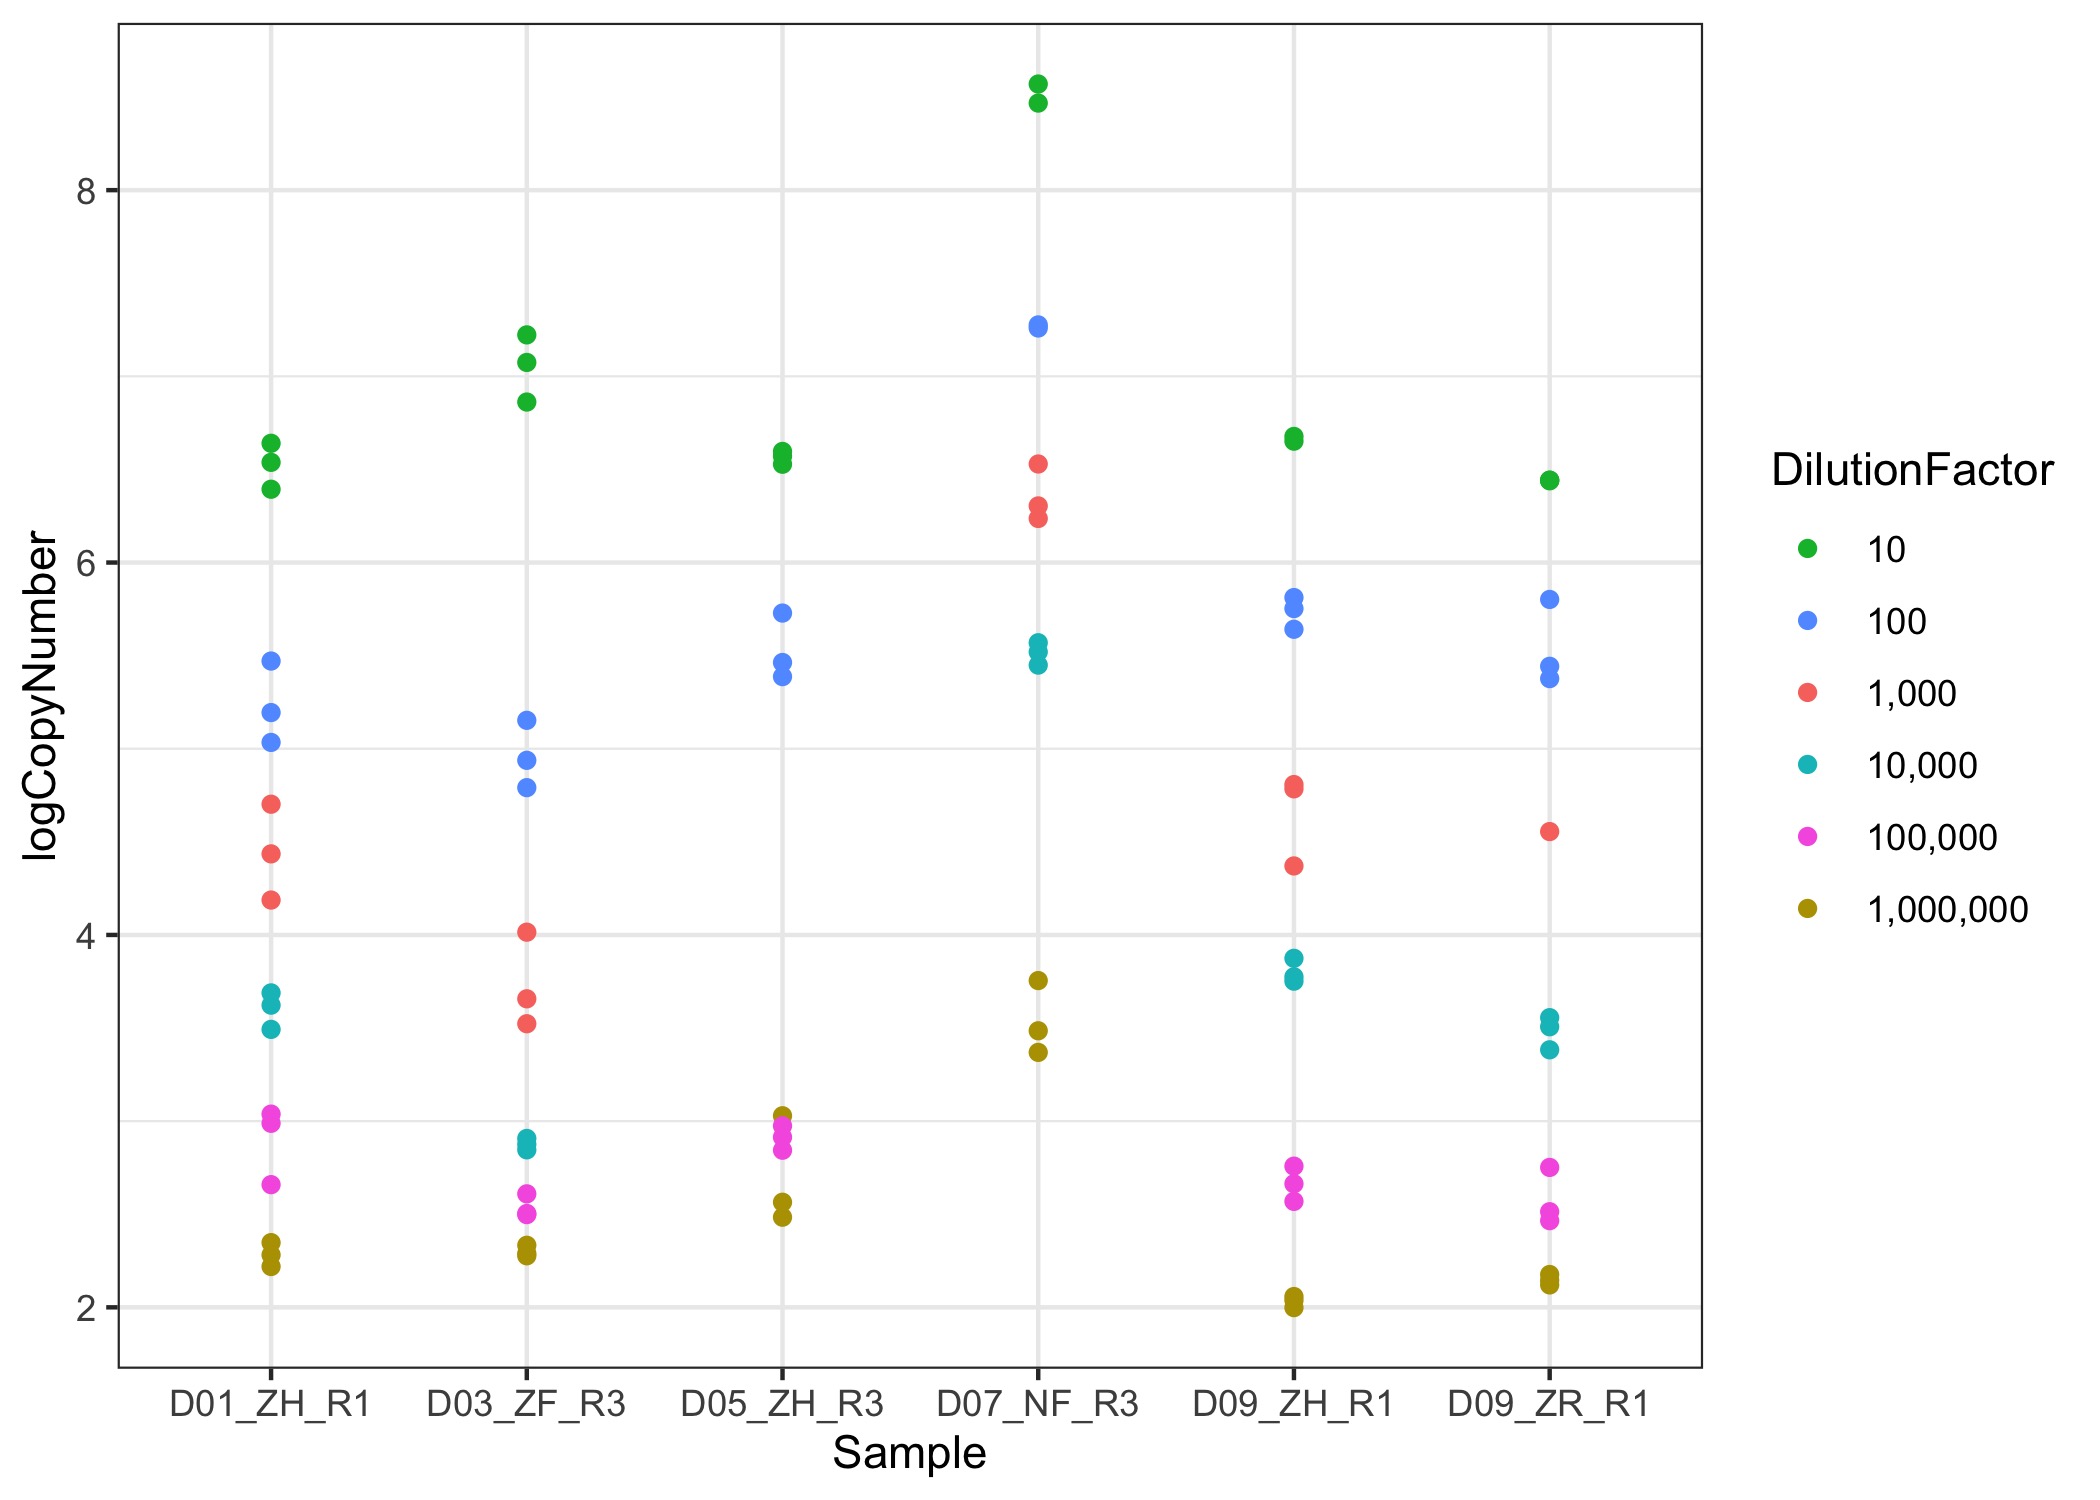 logCopyNumber
8
6
4
2
D01_ZH_R1 D03_ZF_R3 D05_ZH_R3 D07_NF_R3 D09_ZH_R1 D09_ZR_R1
Sample
DilutionFactor
10
100
1,000
10,000
100,000
1,000,000